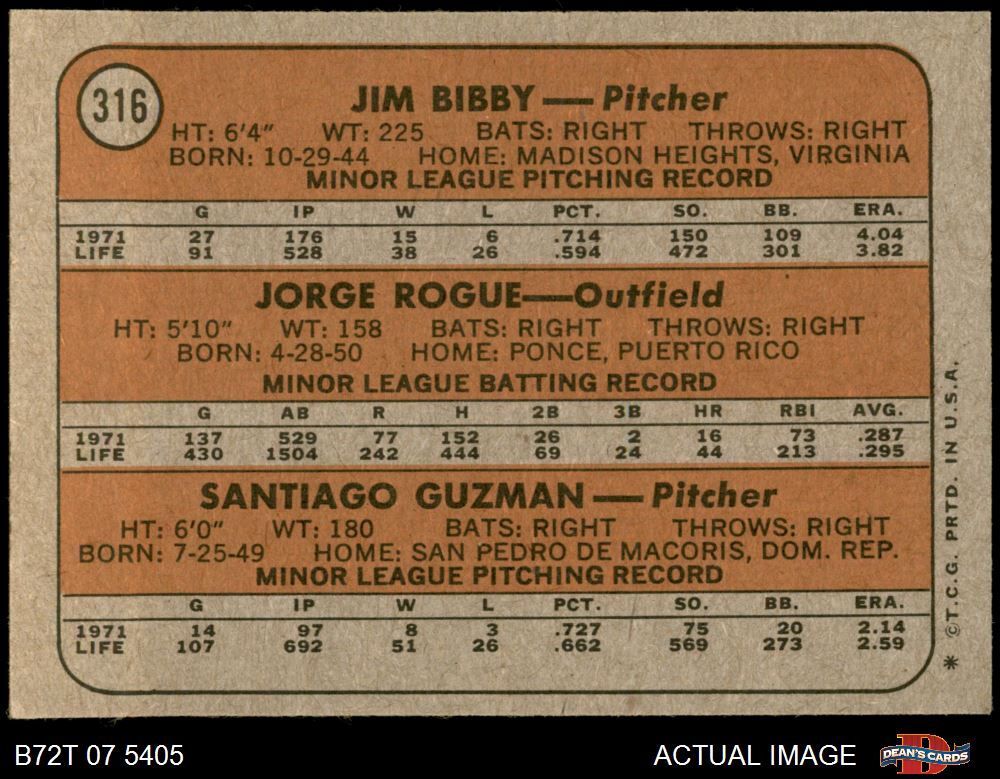 316
JIM BIBBY — Pitcher
HT: 6'4" WT: 225 BATS: RIGHT THROWS: RIGHT
BORN: 10-29-44 HOME: MADISON HEIGHTS, VIRGINIA
MINOR LEAGUE PITCHING RECORD
G IP W L PCT. SO. BB. ERA.
1971 27 176 15 6 .714 150 109 4.04
LIFE 91 528 38 26 .594 472 301 3.82
JORGE ROGUE—Outfield
HT: 5'10" WT: 158 BATS: RIGHT THROWS: RIGHT
BORN: 4-28-50 HOME: PONCE, PUERTO RICO
MINOR LEAGUE BATTING RECORD
G AB R H 2B 3B HR RBI AVG.
1971 137 529 77 152 26 2 16 73 .287
LIFE 430 1504 242 444 69 24 44 213 .295
SANTIAGO GUZMAN — Pitcher
HT: 6'0" WT: 180 BATS: RIGHT THROWS: RIGHT
BORN: 7-25-49 HOME: SAN PEDRO DE MACORIS, DOM. REP.
MINOR LEAGUE PITCHING RECORD
G IP W L PCT. SO. BB. ERA.
1971 14 97 8 3 .727 75 20 2.14
LIFE 107 692 51 26 .662 569 273 2.59
* ©T.C.G. PRTD. IN U.S.A.
B72T 07 5405 ACTUAL IMAGE
DEAN'S CARDS